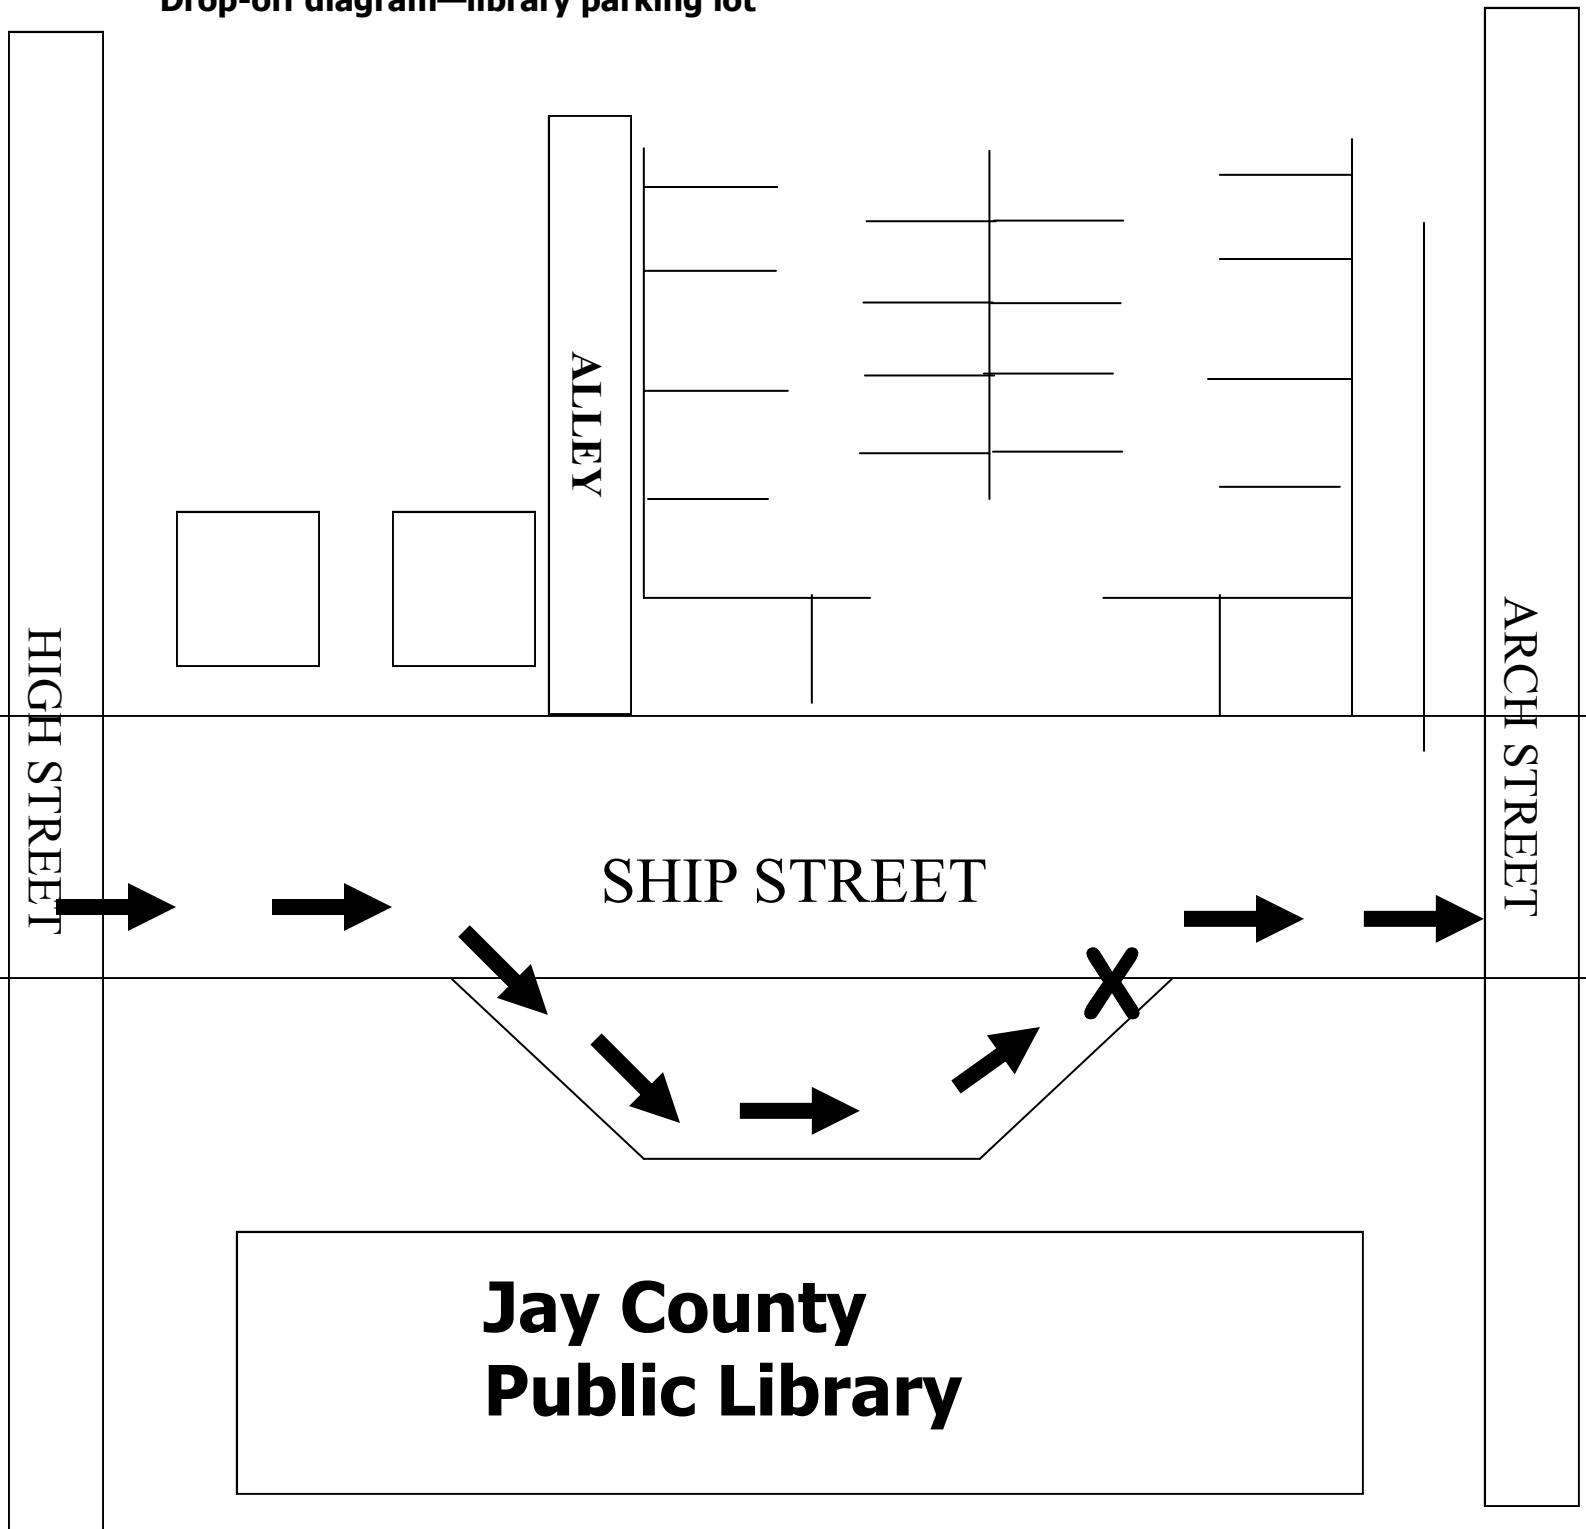 Drop-off diagram—library parking lot
ALLEY
HIGH STREET
ARCH STREET
SHIP STREET
Jay County
Public Library